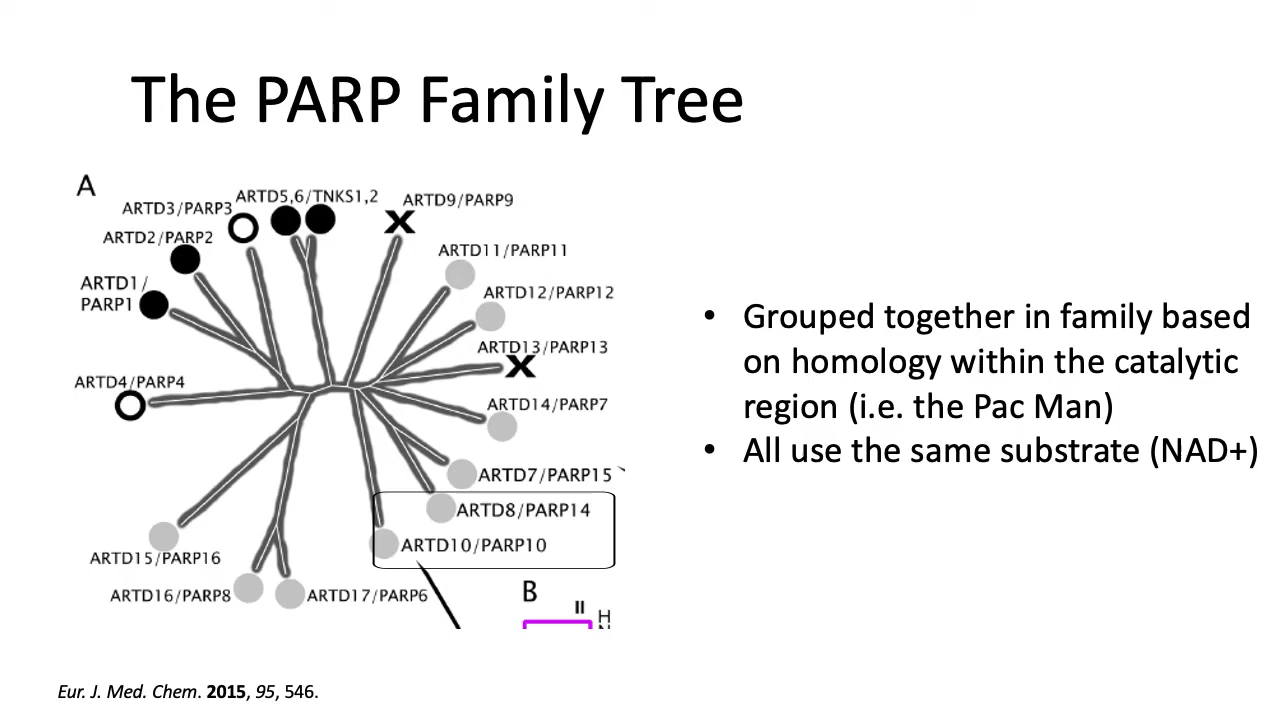 The PARP Family Tree
A
ARTD5,6/TNKS1,2
ARTD9/PARP9
ARTD3/PARP3
ARTD2/PARP2
ARTD11/PARP11
ARTD1/
PARP1
ARTD12/PARP12
ARTD13/PARP13
ARTD4/PARP4
ARTD14/PARP7
ARTD7/PARP15
ARTD8/PARP14
ARTD10/PARP10
ARTD15/PARP16
ARTD16/PARP8
ARTD17/PARP6
B
II
H
N
• Grouped together in family based
on homology within the catalytic
region (i.e. the Pac Man)
• All use the same substrate (NAD+)
Eur. J. Med. Chem. 2015, 95, 546.